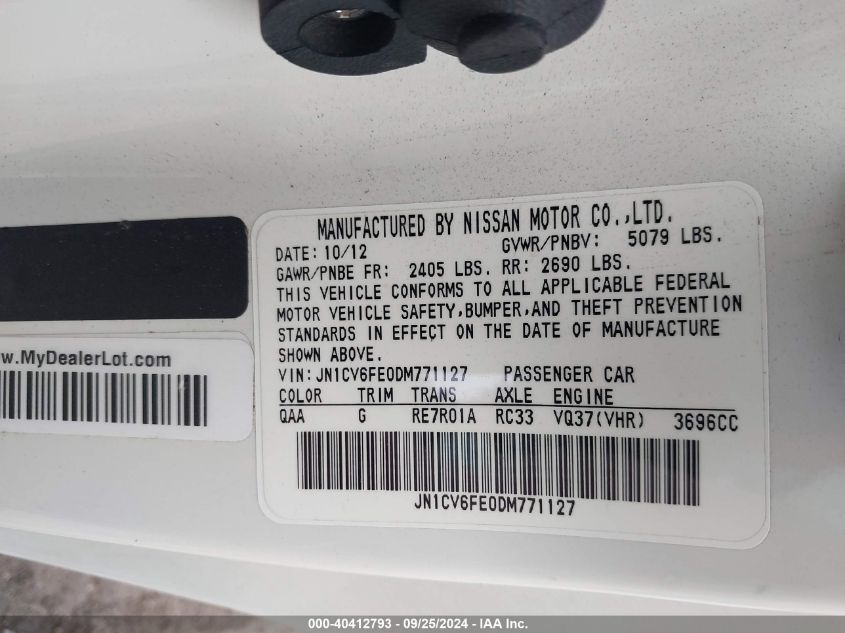 MANUFACTURED BY NISSAN MOTOR CO.,LTD.
DATE: 10/12 GVWR/PNBV: 5079 LBS.
GAWR/PNBE FR: 2405 LBS. RR: 2690 LBS.
THIS VEHICLE CONFORMS TO ALL APPLICABLE FEDERAL
MOTOR VEHICLE SAFETY,BUMPER,AND THEFT PREVENTION
STANDARDS IN EFFECT ON THE DATE OF MANUFACTURE
SHOWN ABOVE.
VIN:JN1CV6FE0DM771127 PASSENGER CAR
COLOR TRIM TRANS AXLE ENGINE
QAA G RE7R01A RC33 VQ37(VHR) 3696CC
JN1CV6FE0DM771127
w.MyDealerLot.com
000-40412793 - 09/25/2024 - IAA Inc.